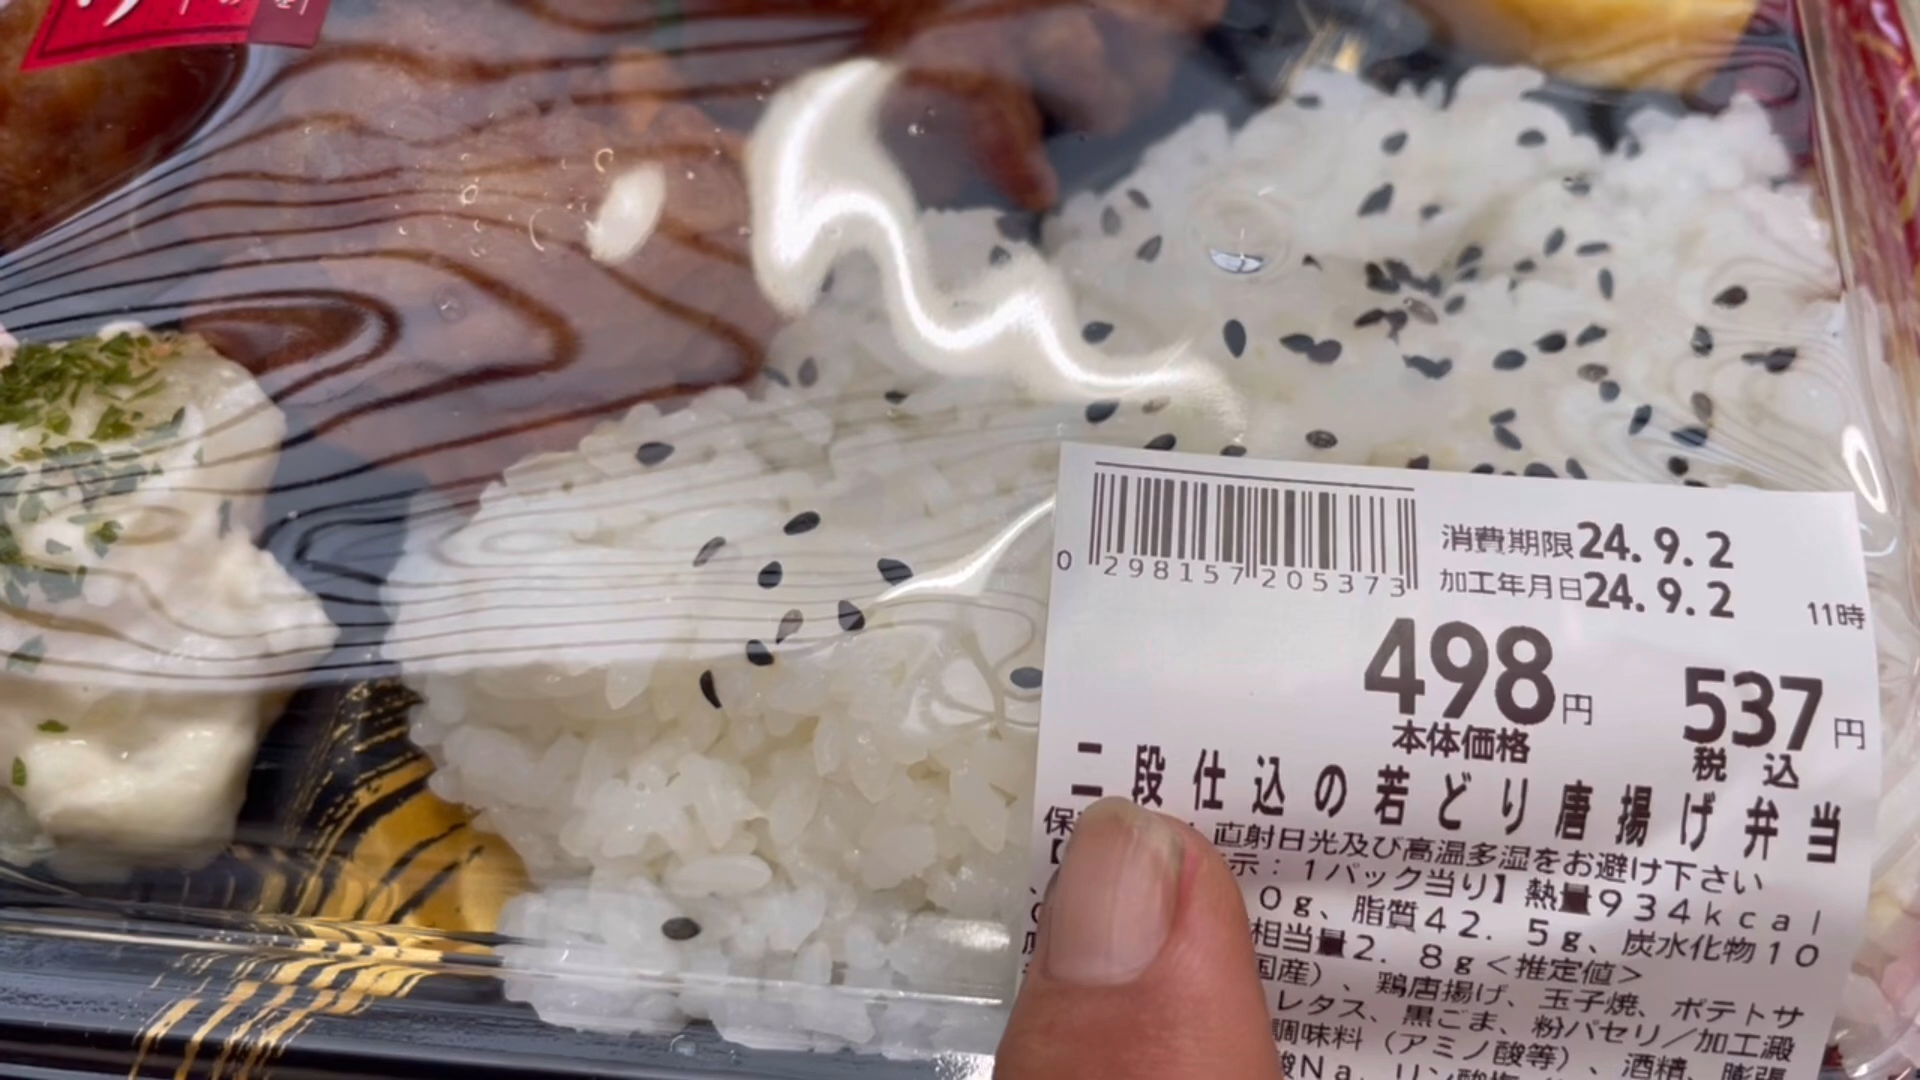 0 298157 205373
消費期限24.9.2
加工年月日24.9.2
11時
498円 537円
本体価格 税込
二段仕込の若どり唐揚げ弁当
保 直射日光及び高温多湿をお避け下さい
【 示:1パック当り】熱量934kcal
0g、脂質42.5g、炭水化物10
相当量2.8g<推定値>
国産)、鶏唐揚げ、玉子焼、ポテトサ
レタス、黒ごま、粉パセリ/加工澱
調味料(アミノ酸等)、酒精、膨張
酸Na、リン酸塩